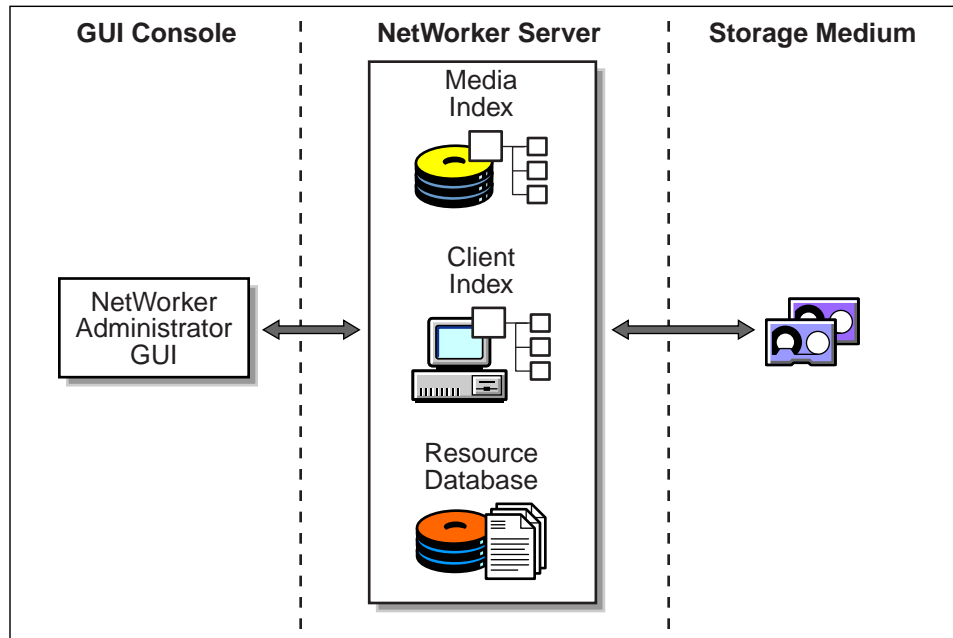 GUI Console
NetWorker Server
Storage Medium
Media
Index
Client
Index
NetWorker
Administrator
GUI
Resource
Database